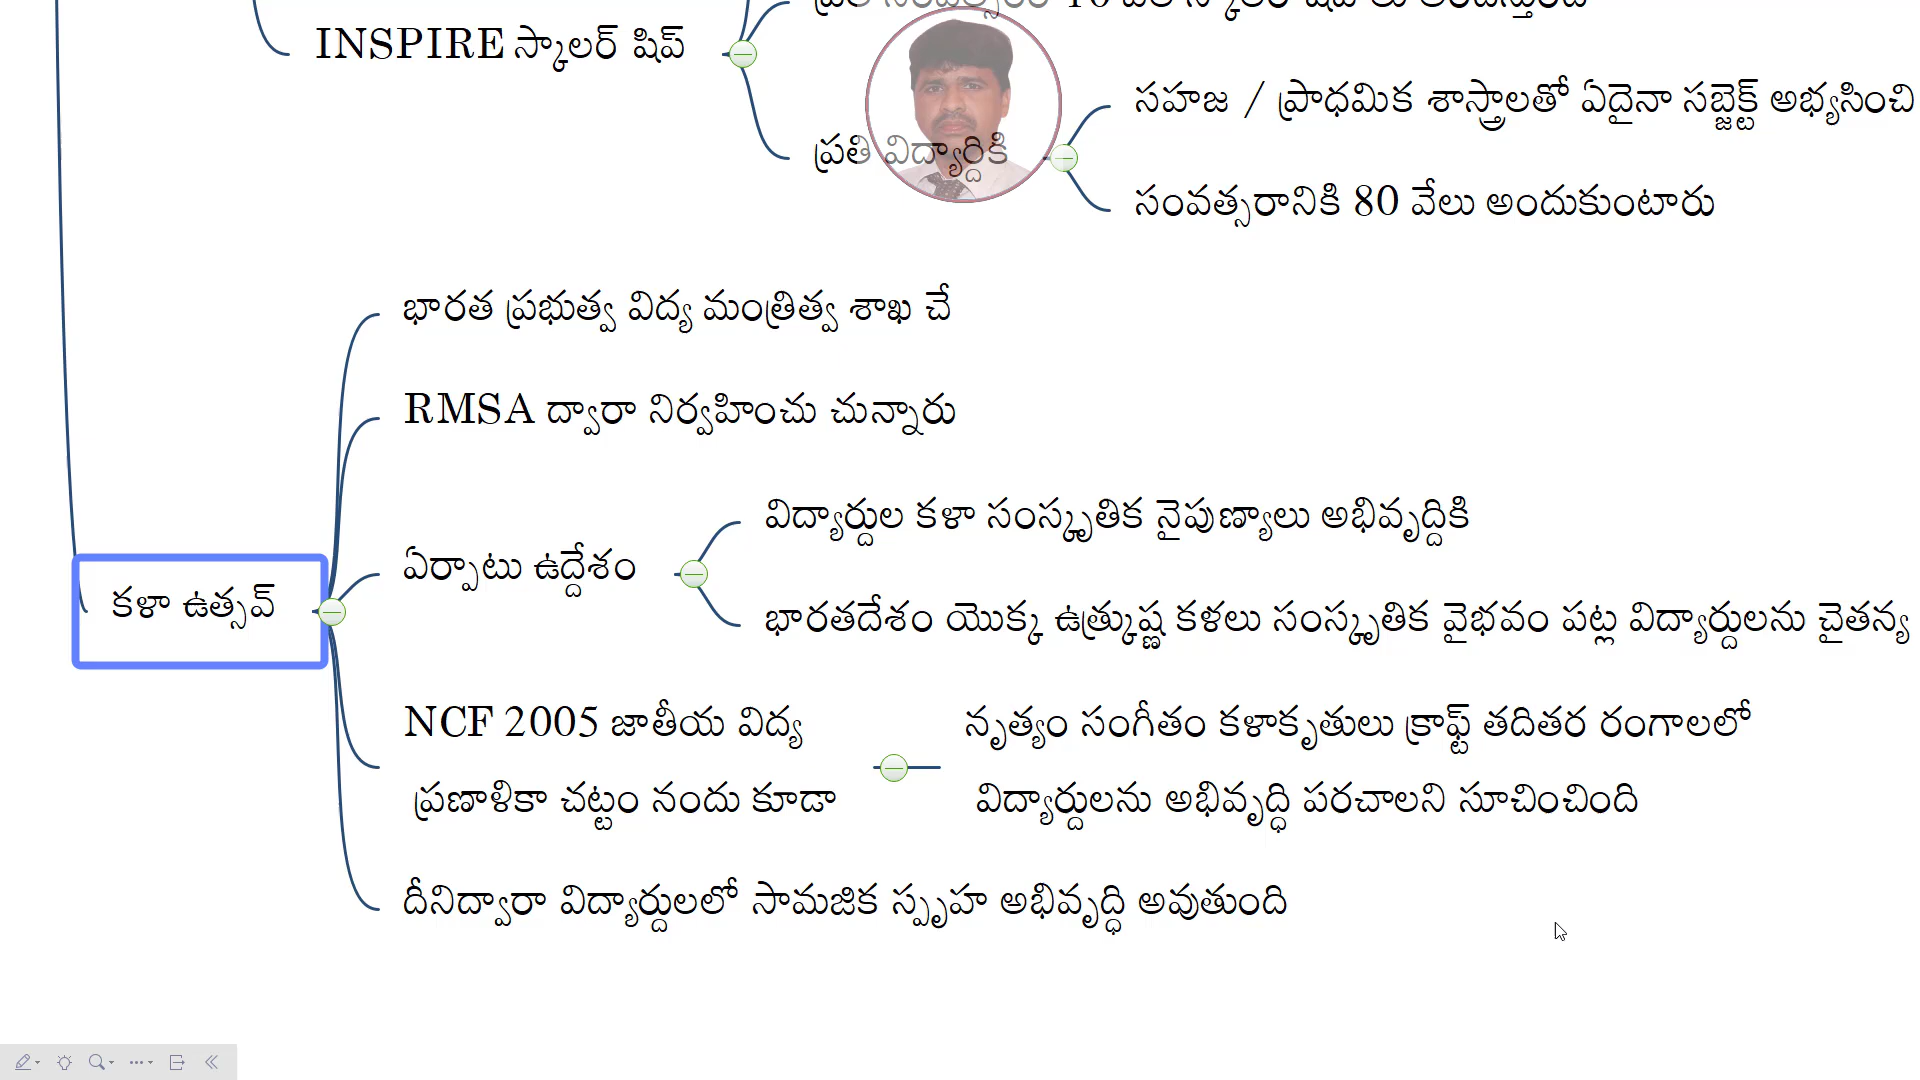 INSPIRE స్కాలర్ షిప్
ప్రతి విద్యార్దికి
సహజ / ప్రాధమిక శాస్త్రాలతో ఏదైనా సబ్జెక్ట్ అభ్యసించి
సంవత్సరానికి 80 వేలు అందుకుంటారు
కళా ఉత్సవ్
భారత ప్రభుత్వ విద్య మంత్రిత్వ శాఖ చే
RMSA ద్వారా నిర్వహించు చున్నారు
ఏర్పాటు ఉద్దేశం
విద్యార్దుల కళా సంస్కృతిక నైపుణ్యాలు అభివృద్దికి
భారతదేశం యొక్క ఉత్క్రుష్ణ కళలు సంస్కృతిక వైభవం పట్ల విద్యార్దులను చైతన్య
NCF 2005 జాతీయ విద్య
ప్రణాళికా చట్టం నందు కూడా
నృత్యం సంగీతం కళాకృతులు క్రాఫ్ట్ తదితర రంగాలలో
విద్యార్దులను అభివృద్ధి పరచాలని సూచించింది
దీనిద్వారా విద్యార్దులలో సామజిక స్పృహ అభివృద్ధి అవుతుంది